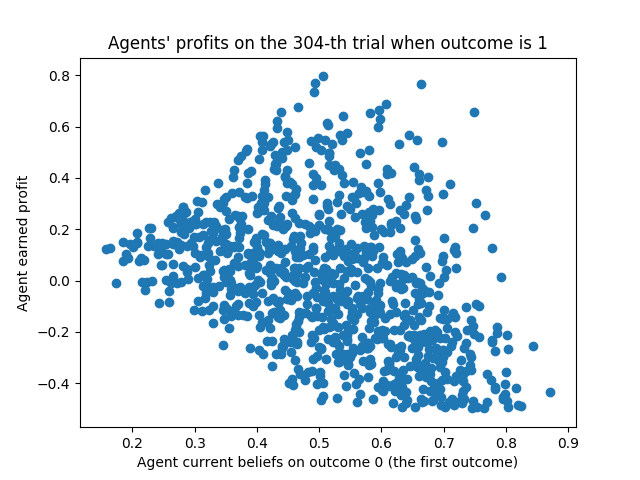 Agents' profits on the 304-th trial when outcome is 1
0.8
0.6
0.4
0.2
0.0
−0.2
−0.4
Agent earned profit
0.2 0.3 0.4 0.5 0.6 0.7 0.8 0.9
Agent current beliefs on outcome 0 (the first outcome)